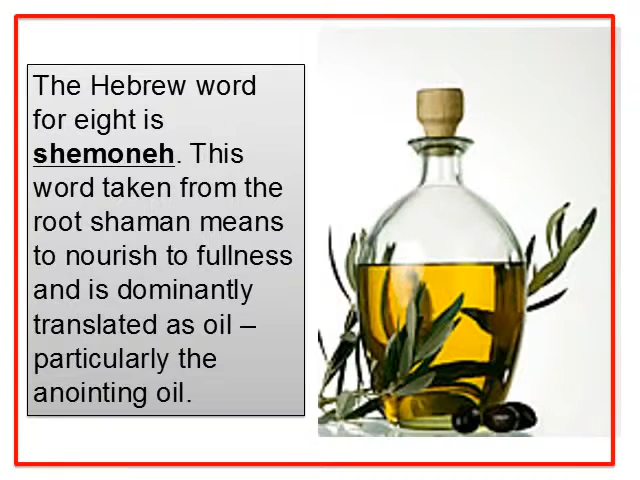 The Hebrew word
for eight is
shemoneh. This
word taken from the
root shaman means
to nourish to fullness
and is dominantly
translated as oil –
particularly the
anointing oil.